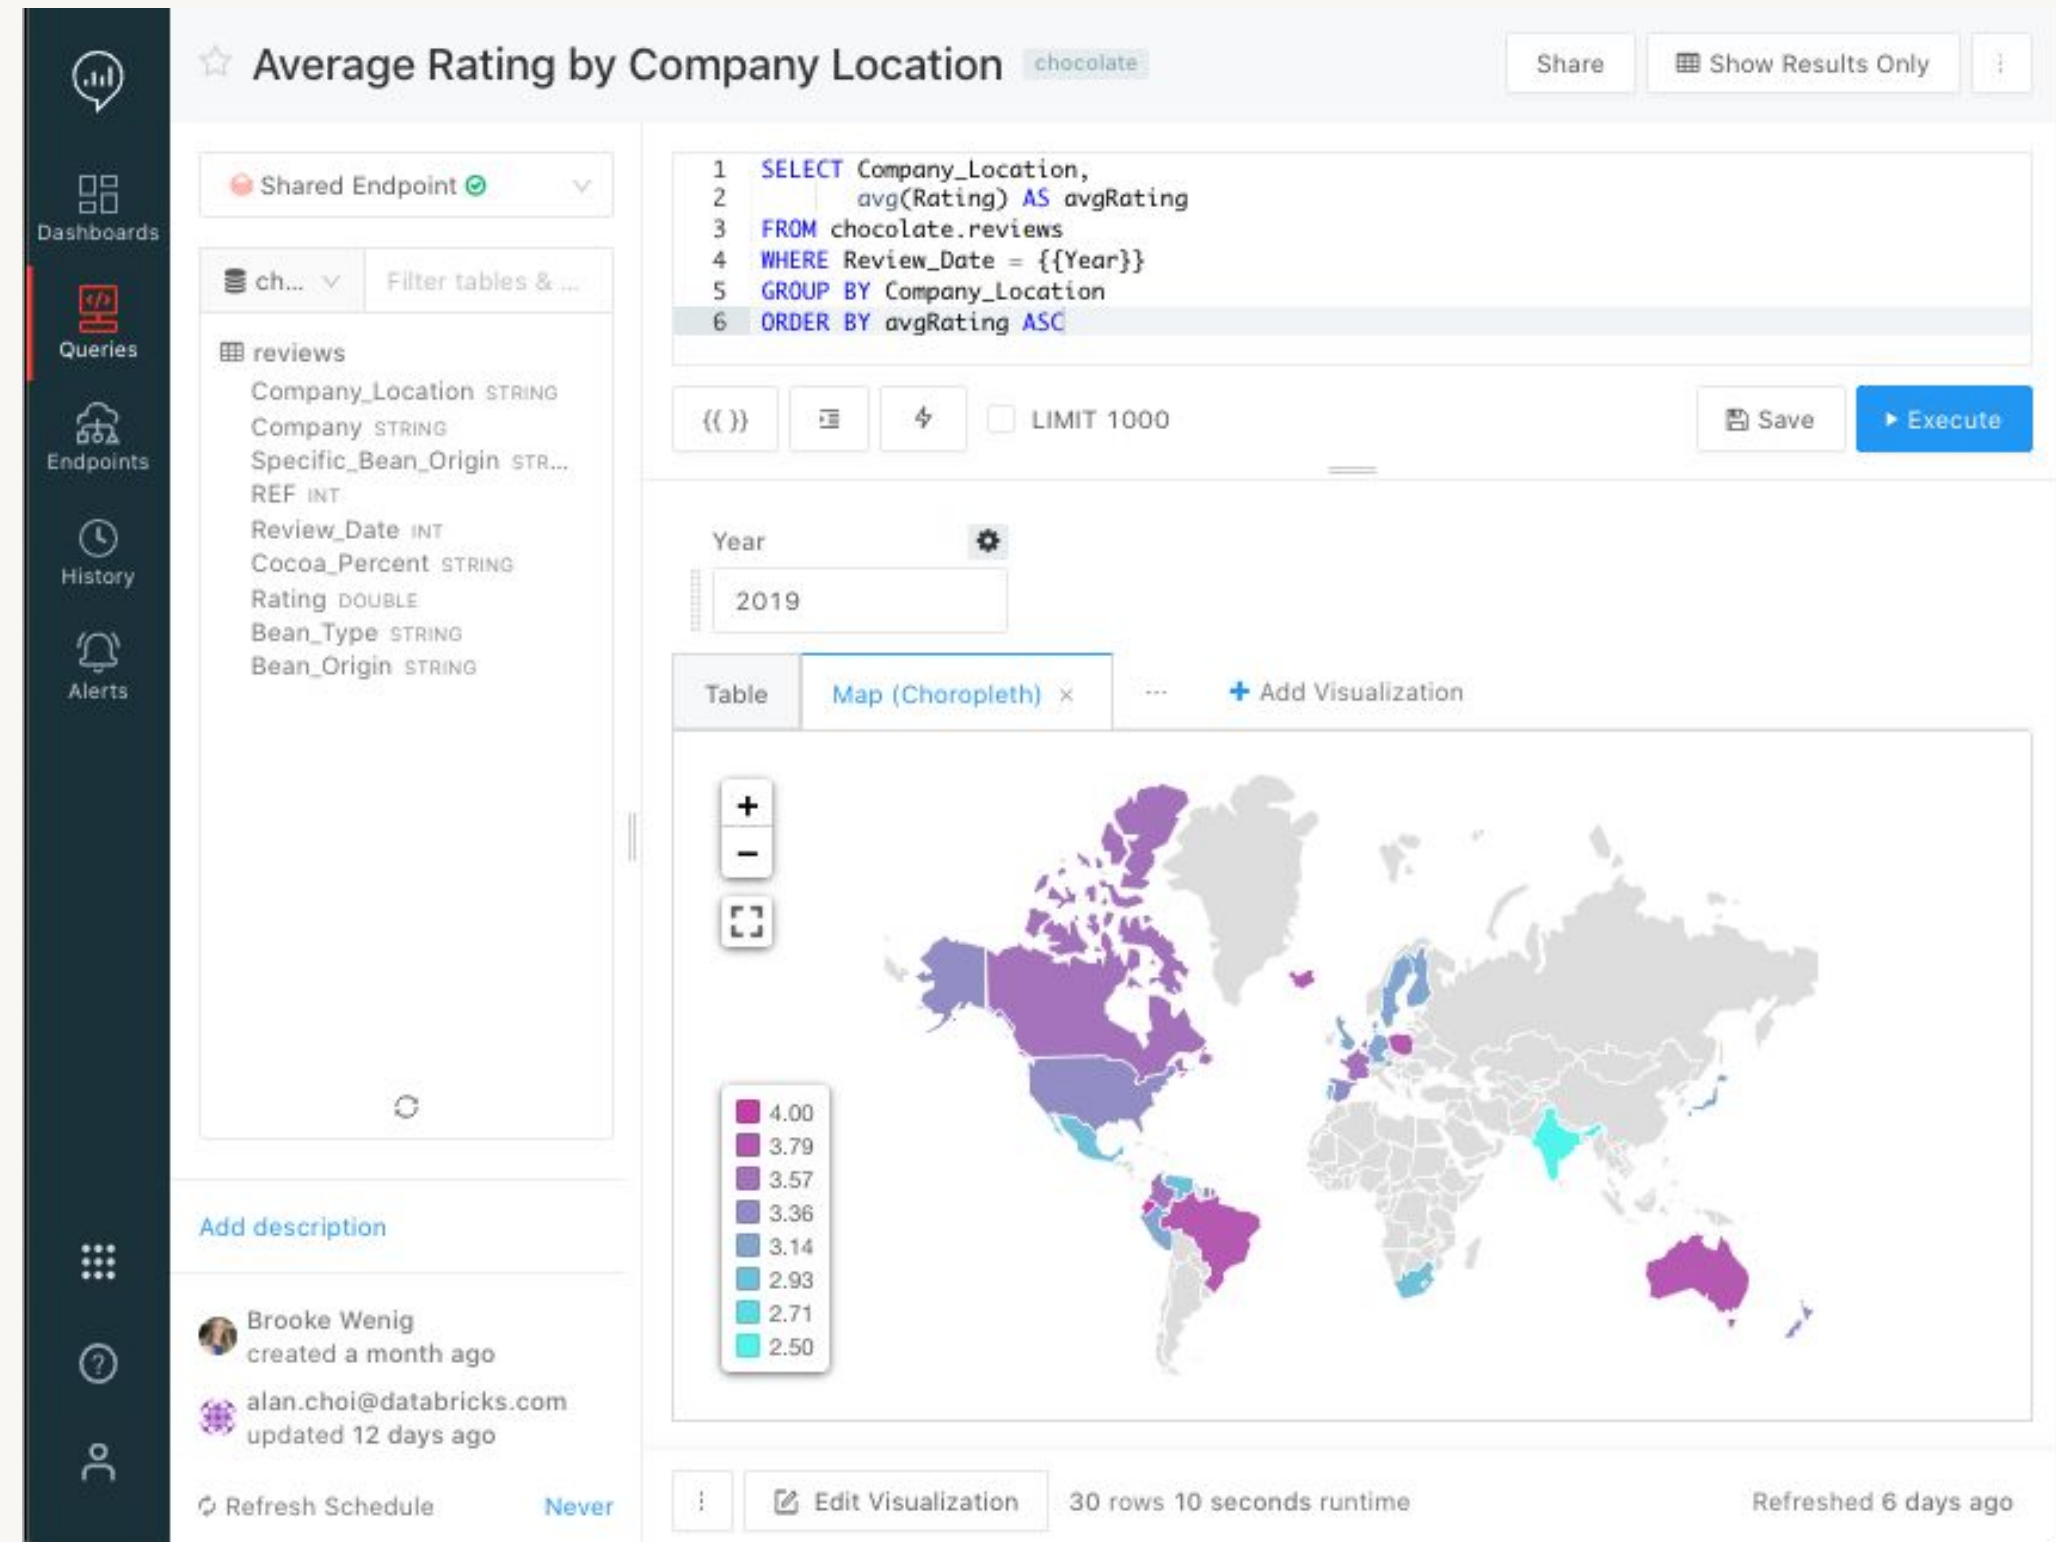 Average Rating by Company Location chocolate
Share
Show Results Only
Dashboards
Queries
Endpoints
History
Alerts
Shared Endpoint
ch...
Filter tables & ...
reviews
Company_Location STRING
Company STRING
Specific_Bean_Origin STR...
REF INT
Review_Date INT
Cocoa_Percent STRING
Rating DOUBLE
Bean_Type STRING
Bean_Origin STRING
Add description
Brooke Wenig
created a month ago
alan.choi@databricks.com
updated 12 days ago
Refresh Schedule Never
1 SELECT Company_Location,
2 avg(Rating) AS avgRating
3 FROM chocolate.reviews
4 WHERE Review_Date = {{Year}}
5 GROUP BY Company_Location
6 ORDER BY avgRating ASC
{{ }}
LIMIT 1000
Save
Execute
Year
2019
Table
Map (Choropleth) ×
...
+ Add Visualization
+
−
4.00
3.79
3.57
3.36
3.14
2.93
2.71
2.50
Edit Visualization
30 rows 10 seconds runtime
Refreshed 6 days ago